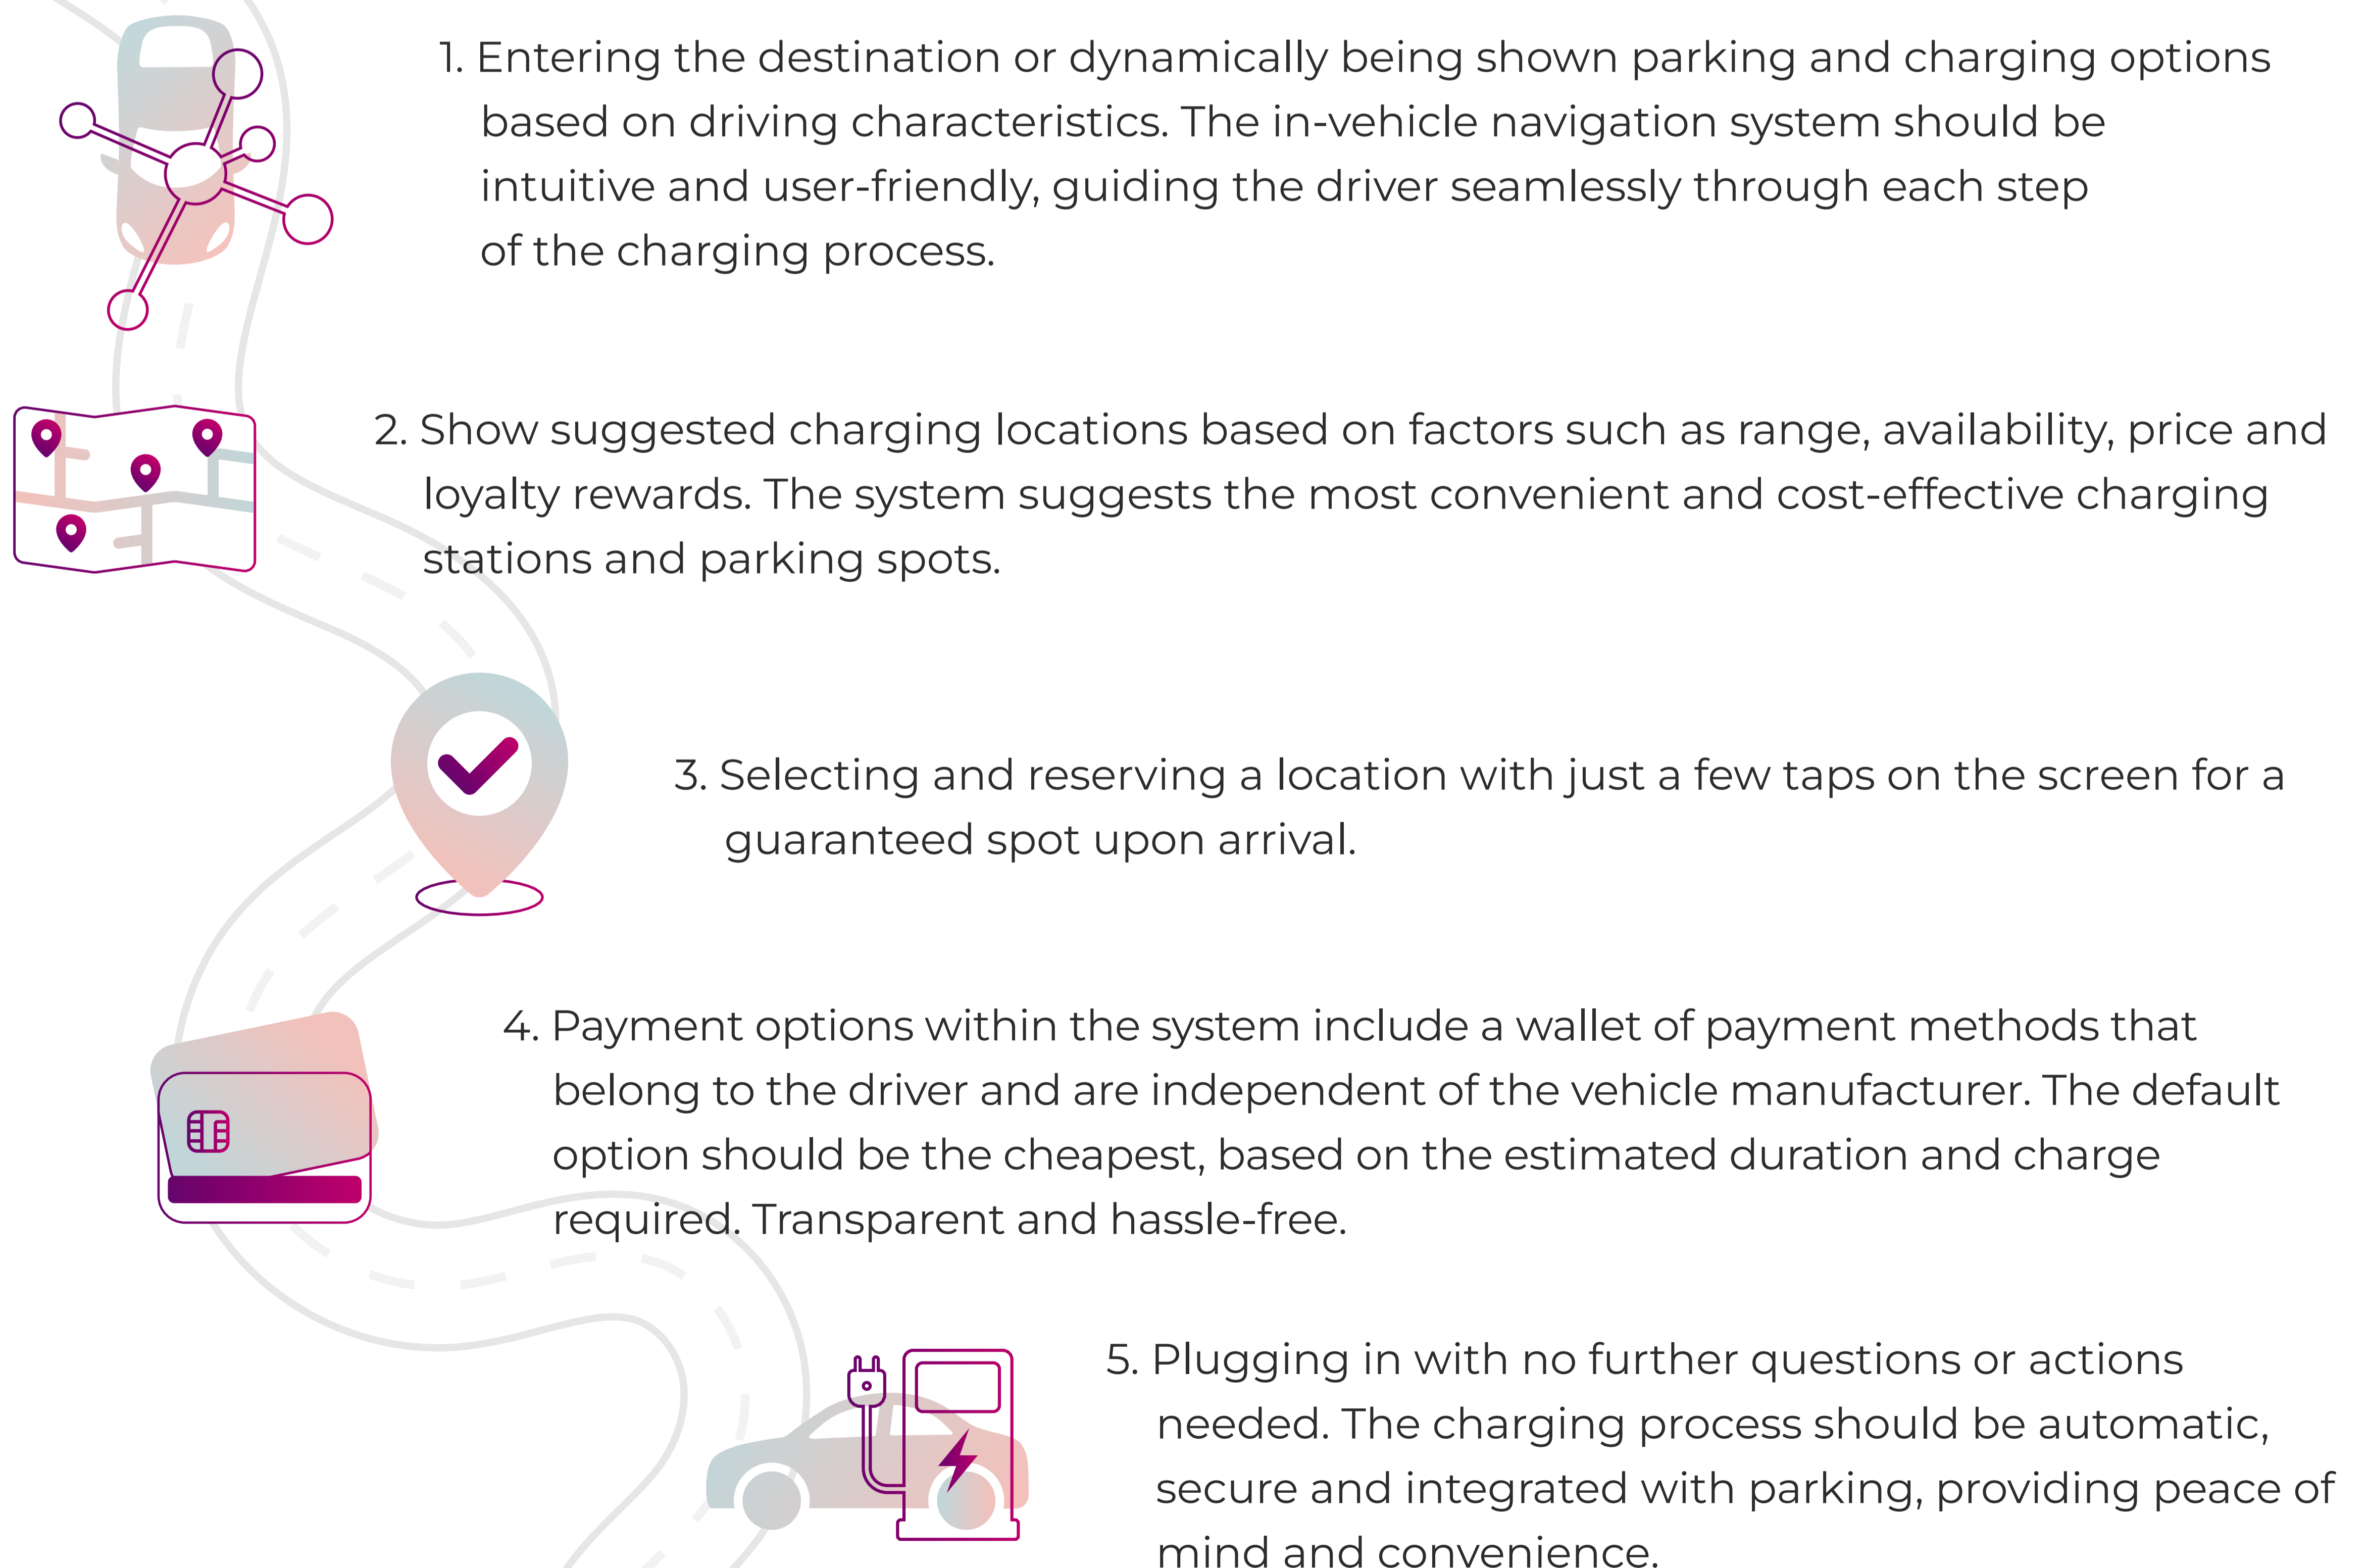 1. Entering the destination or dynamically being shown parking and charging options
based on driving characteristics. The in-vehicle navigation system should be
intuitive and user-friendly, guiding the driver seamlessly through each step
of the charging process.
2. Show suggested charging locations based on factors such as range, availability, price and
loyalty rewards. The system suggests the most convenient and cost-effective charging
stations and parking spots.
3. Selecting and reserving a location with just a few taps on the screen for a
guaranteed spot upon arrival.
4. Payment options within the system include a wallet of payment methods that
belong to the driver and are independent of the vehicle manufacturer. The default
option should be the cheapest, based on the estimated duration and charge
required. Transparent and hassle-free.
5. Plugging in with no further questions or actions
needed. The charging process should be automatic,
secure and integrated with parking, providing peace of
mind and convenience.